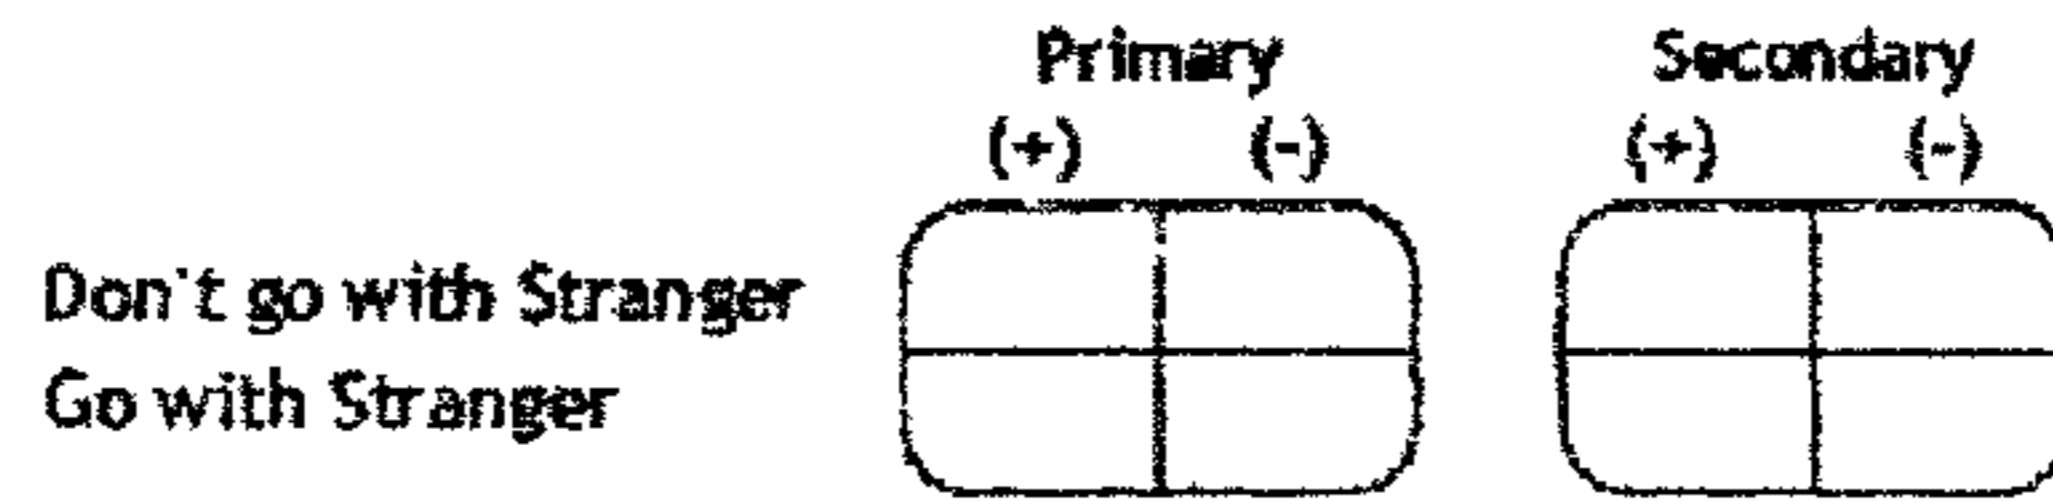 Primary Secondary
(+) (-) (+) (-)
Don't go with Stranger
Go with Stranger